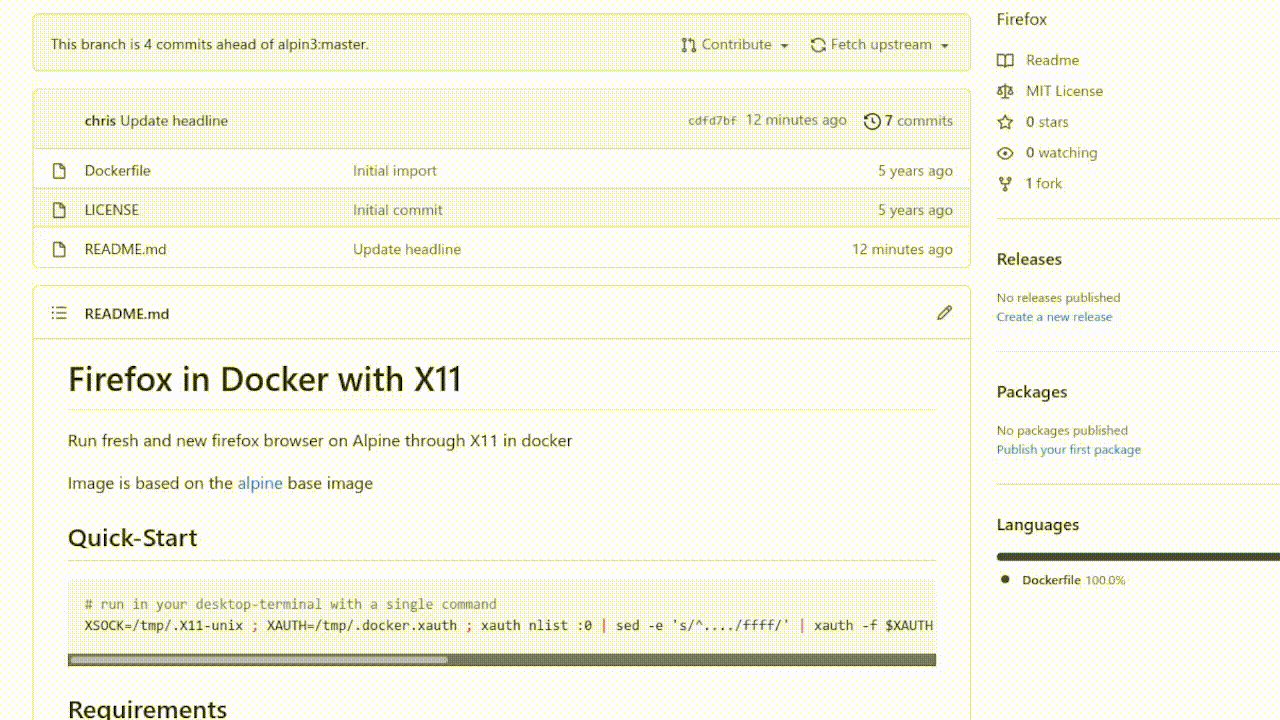 This branch is 4 commits ahead of alpin3:master.
Contribute
Fetch upstream
chris Update headline
cdfd7bf 12 minutes ago 7 commits
Dockerfile Initial import 5 years ago
LICENSE Initial commit 5 years ago
README.md Update headline 12 minutes ago
README.md
Firefox in Docker with X11
Run fresh and new firefox browser on Alpine through X11 in docker
Image is based on the alpine base image
Quick-Start
# run in your desktop-terminal with a single command
XSOCK=/tmp/.X11-unix ; XAUTH=/tmp/.docker.xauth ; xauth nlist :0 | sed -e 's/^..../ffff/' | xauth -f $XAUTH
Requirements
Firefox
Readme
MIT License
0 stars
0 watching
1 fork
Releases
No releases published
Create a new release
Packages
No packages published
Publish your first package
Languages
Dockerfile 100.0%